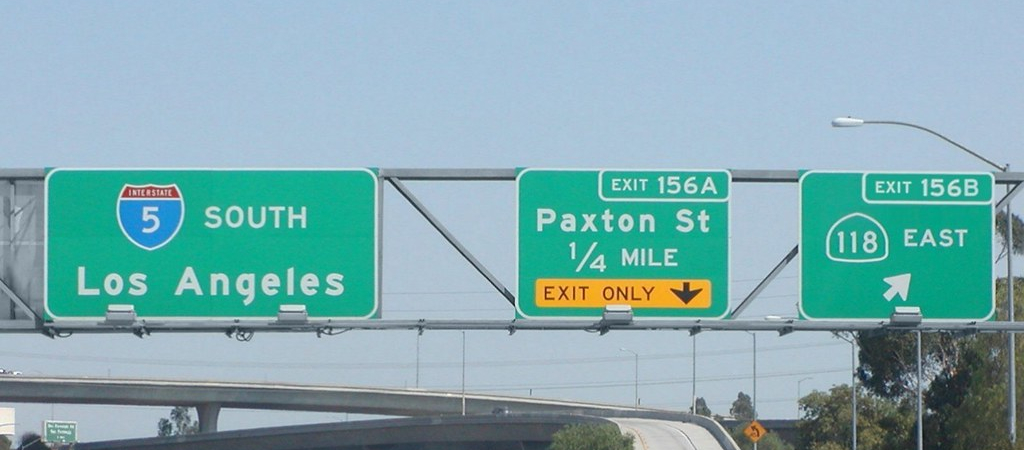 INTERSTATE
5 SOUTH
Los Angeles
EXIT 156A
Paxton St
1/4 MILE
EXIT ONLY
EXIT 156B
118 EAST